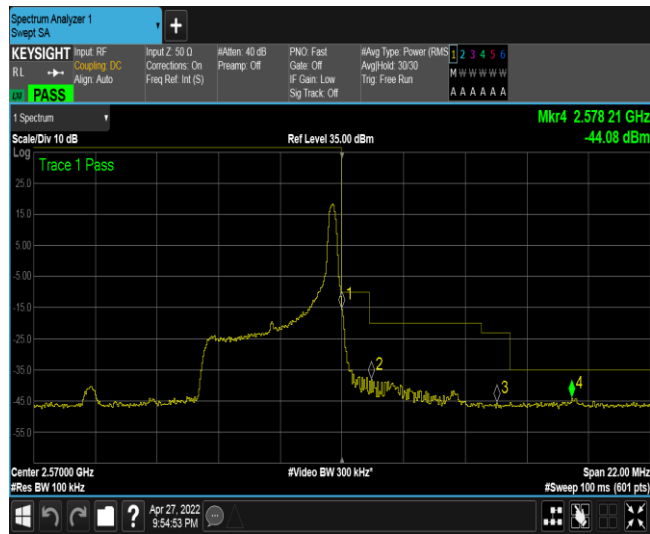 Spectrum Analyzer 1
Swept SA
+
KEYSIGHT
RL
PASS
Input: RF
Coupling: DC
Align: Auto
Input Z: 50 Ω
Corrections: On
Freq Ref: Int (S)
#Atten: 40 dB
Preamp: Off
PNO: Fast
Gate: Off
IF Gain: Low
Sig Track: Off
#Avg Type: Power (RMS
Avg|Hold: 30/30
Trig: Free Run
1 2 3 4 5 6
M W W W W W
A A A A A A
1 Spectrum
Mkr4 2.578 21 GHz
Scale/Div 10 dB
Ref Level 35.00 dBm
-44.08 dBm
Log
Trace 1 Pass
25.0
15.0
5.00
-5.00
-15.0
-25.0
-35.0
-45.0
-55.0
1
2
3
4
Center 2.57000 GHz
#Video BW 300 kHz*
Span 22.00 MHz
#Res BW 100 kHz
#Sweep 100 ms (601 pts)
?
Apr 27, 2022
9:54:53 PM